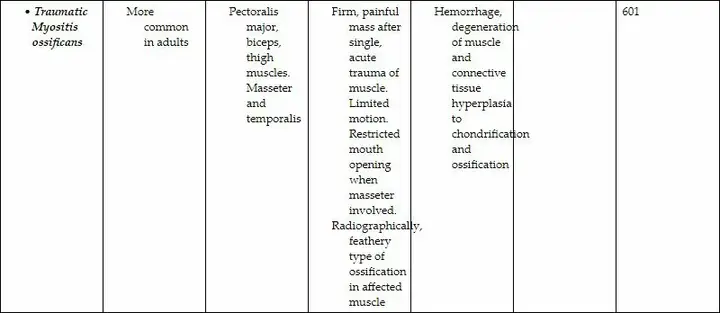 • Traumatic
Myositis
ossificans
More
common
in adults
Pectoralis
major,
biceps,
thigh
muscles.
Masseter
and
temporalis
Firm, painful
mass after
single,
acute
trauma of
muscle.
Limited
motion.
Restricted
mouth
opening
when
masseter
involved.
Radiographically,
feathery
type of
ossification
in affected
muscle
Hemorrhage,
degeneration
of muscle
and
connective
tissue
hyperplasia
to
chondrification
and
ossification
601